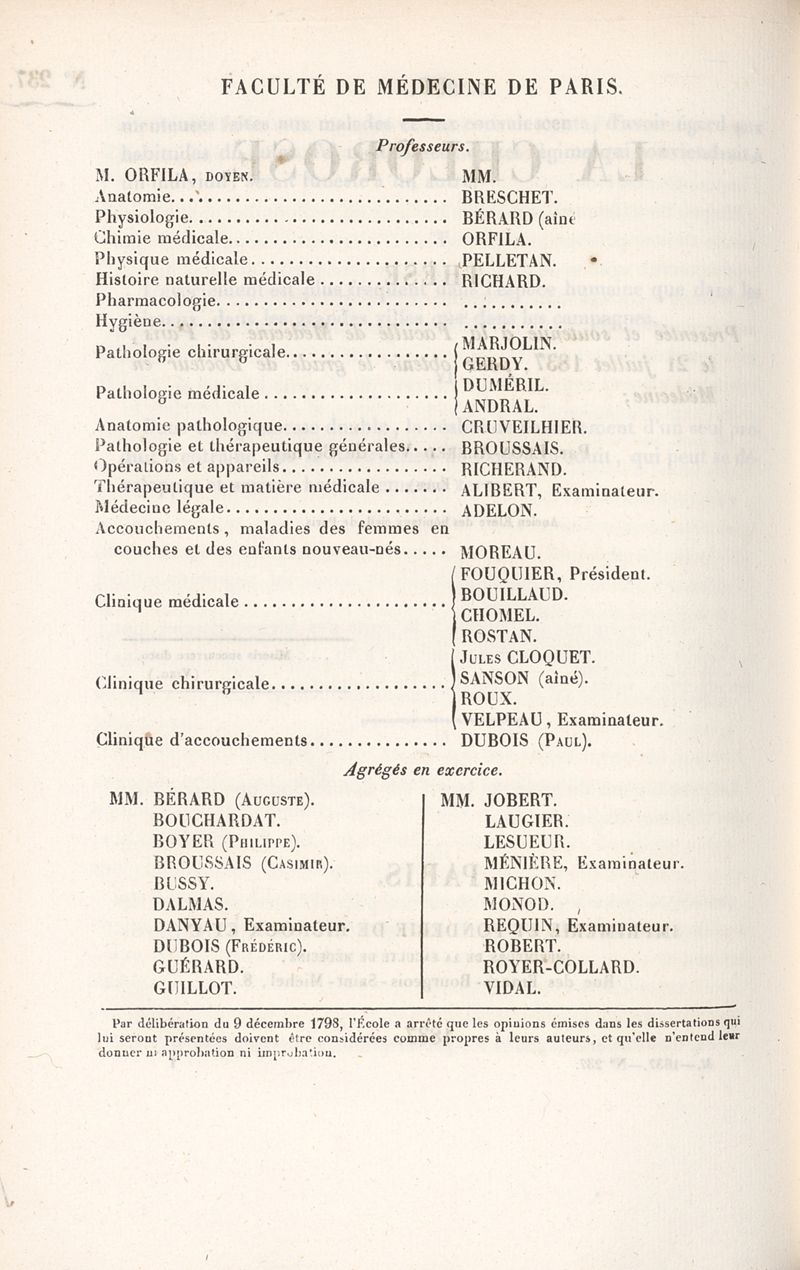 FACULTÉ DE MÉDECINE DE PARIS.
Professeurs.
M. ORFILA, DOYEN. MM.
Anatomie............................. BRESCHET.
Physiologie............................ BÉRARD (aîné
Chimie médicale........................ ORFILA.
Physique médicale..................... PELLETAN.
Histoire naturelle médicale.............. RICHARD.
Pharmacologie......................... ...........
Hygiène.............................. ...........
Pathologie chirurgicale.................. { MARJOLIN.
GERDY.
Pathologie médicale.................... { DUMÉRIL.
ANDRAL.
Anatomie pathologique.................. CRUVEILHIER.
Pathologie et thérapeutique générales..... BROUSSAIS.
Opérations et appareils.................. RICHERAND.
Thérapeutique et matière médicale....... ALIBERT, Examinateur.
Médecine légale........................ ADELON.
Accouchements, maladies des femmes en
couches et des enfants nouveau-nés..... MOREAU.
Clinique médicale...................... { FOUQUIER, Président.
BOUILLAUD.
CHOMEL.
ROSTAN.
Clinique chirurgicale................... { JULES CLOQUET.
SANSON (aîné).
ROUX.
VELPEAU, Examinateur.
Clinique d'accouchements............... DUBOIS (PAUL).
Agrégés en exercice.
MM. BÉRARD (AUGUSTE).
BOUCHARDAT.
BOYER (PHILIPPE).
BROUSSAIS (CASIMIR).
BUSSY.
DALMAS.
DANYAU, Examinateur.
DUBOIS (FRÉDÉRIC).
GUÉRARD.
GUILLOT.
MM. JOBERT.
LAUGIER.
LESUEUR.
MÉNIÈRE, Examinateur.
MICHON.
MONOD.
REQUIN, Examinateur.
ROBERT.
ROYER-COLLARD.
VIDAL.
Par délibération du 9 décembre 1798, l'École a arrêté que les opinions émises dans les dissertations qui
lui seront présentées doivent être considérées comme propres à leurs auteurs, et qu'elle n'entend leur
donner ni approbation ni improbation.